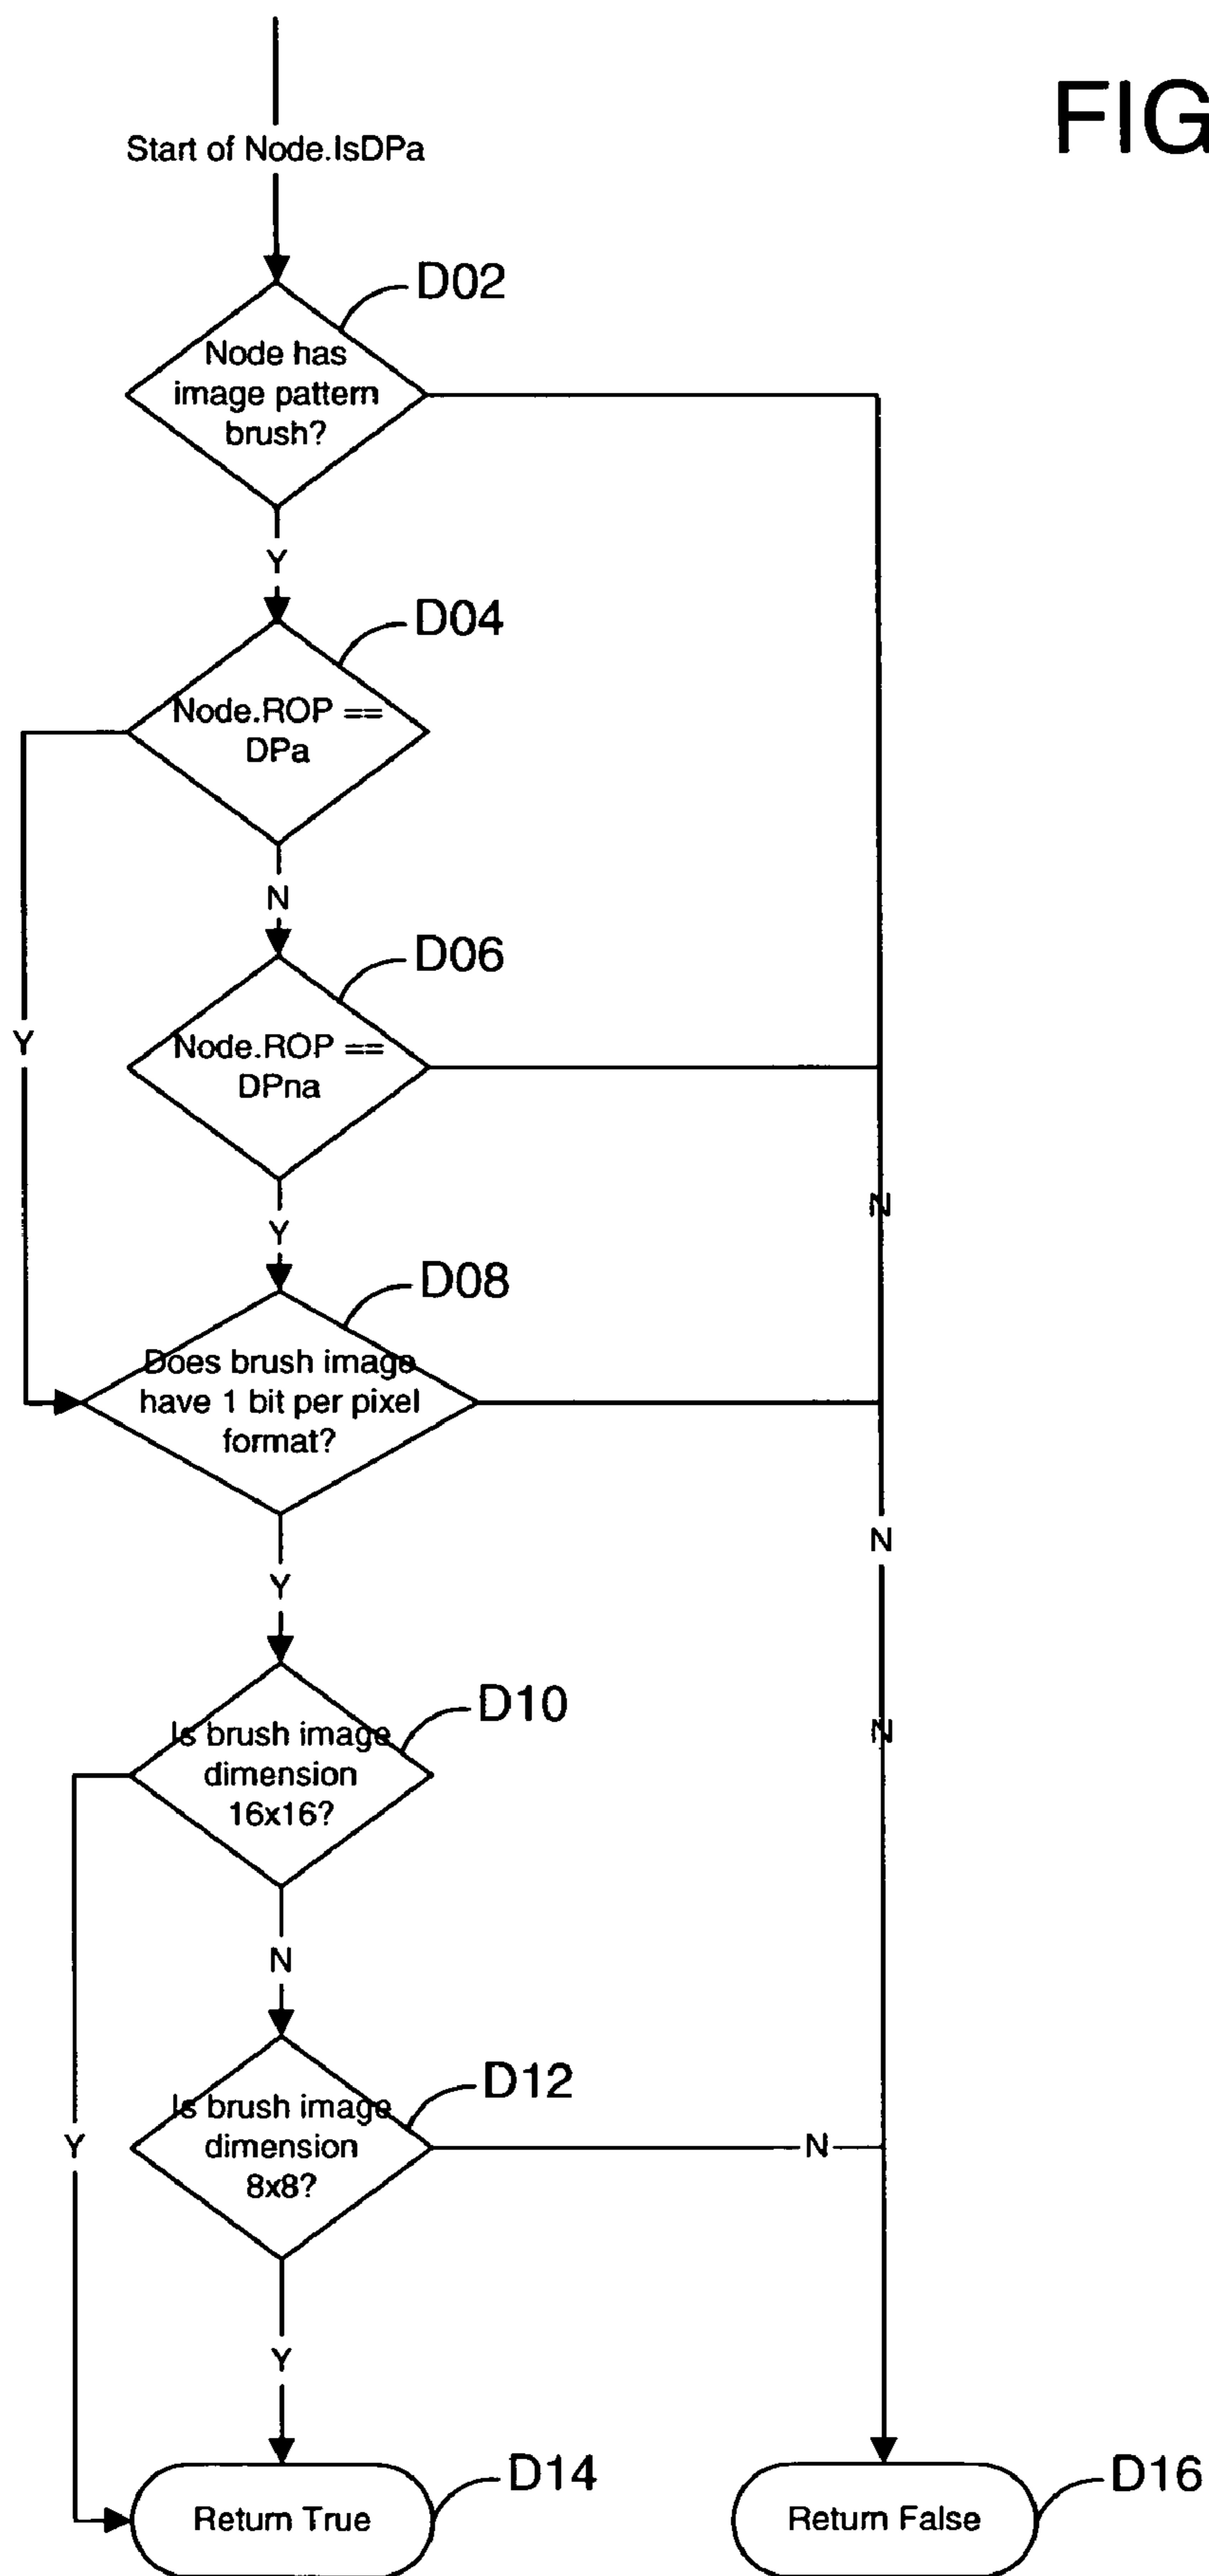 FIG
Start of Node.IsDPa
D02
Node has
image pattern
brush?
Y
D04
Node.ROP ==
DPa
N
D06
Node.ROP ==
DPna
Y
Y
N
D08
Does brush image
have 1 bit per pixel
format?
N
Y
D10
Is brush image
dimension
16x16?
N
N
D12
Is brush image
dimension
8x8?
Y
N
Y
D14
Return True
D16
Return False